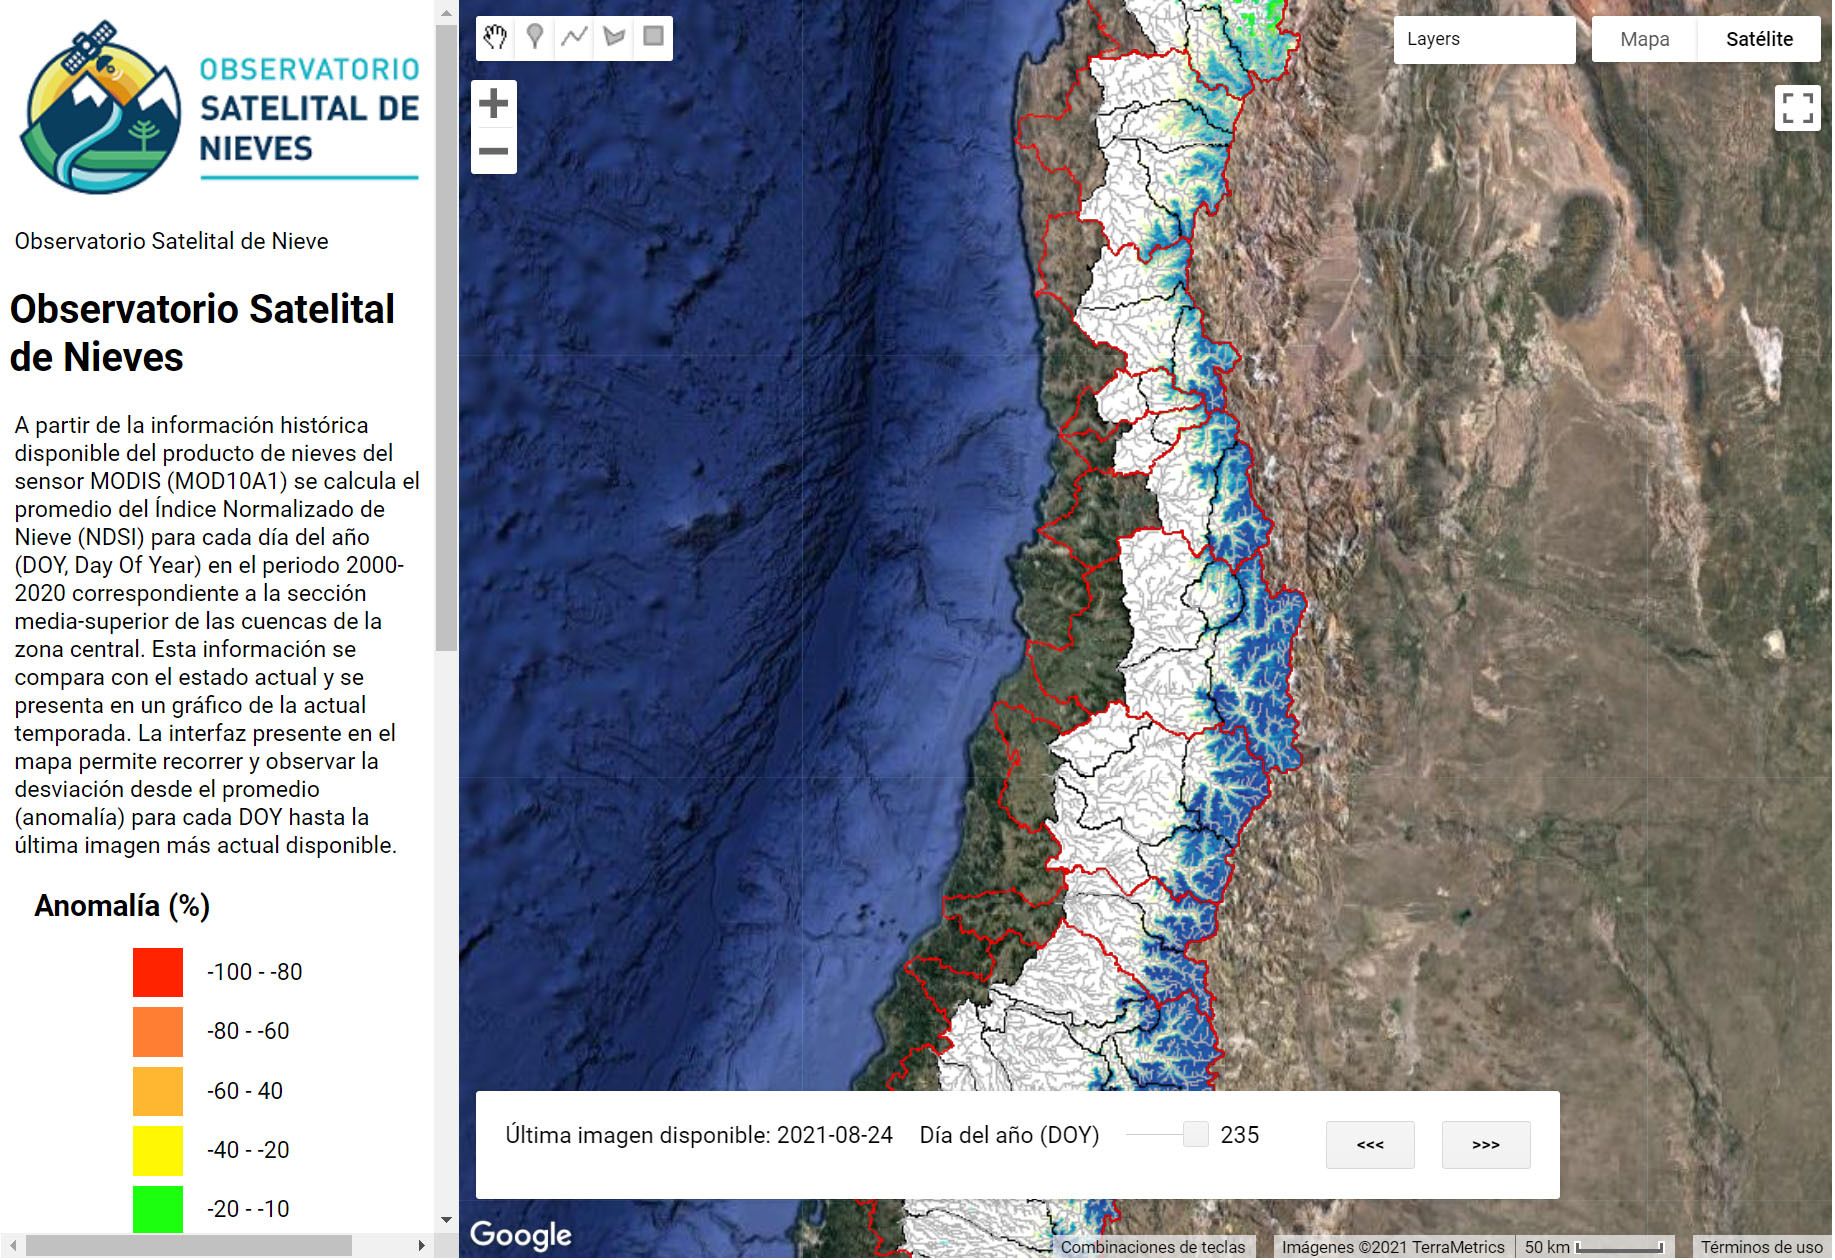 OBSERVATORIO
SATELITAL DE
NIEVES
Observatorio Satelital de Nieve
Observatorio Satelital
de Nieves
A partir de la información histórica
disponible del producto de nieves del
sensor MODIS (MOD10A1) se calcula el
promedio del Índice Normalizado de
Nieve (NDSI) para cada día del año
(DOY, Day Of Year) en el periodo 2000-
2020 correspondiente a la sección
media-superior de las cuencas de la
zona central. Esta información se
compara con el estado actual y se
presenta en un gráfico de la actual
temporada. La interfaz presente en el
mapa permite recorrer y observar la
desviación desde el promedio
(anomalía) para cada DOY hasta la
última imagen más actual disponible.
Anomalía (%)
-100 - -80
-80 - -60
-60 - 40
-40 - -20
-20 - -10
Layers
Mapa
Satélite
Última imagen disponible: 2021-08-24
Día del año (DOY)
235
<<<
>>>
Google
Combinaciones de teclas
Imágenes ©2021 TerraMetrics
50 km
Términos de uso